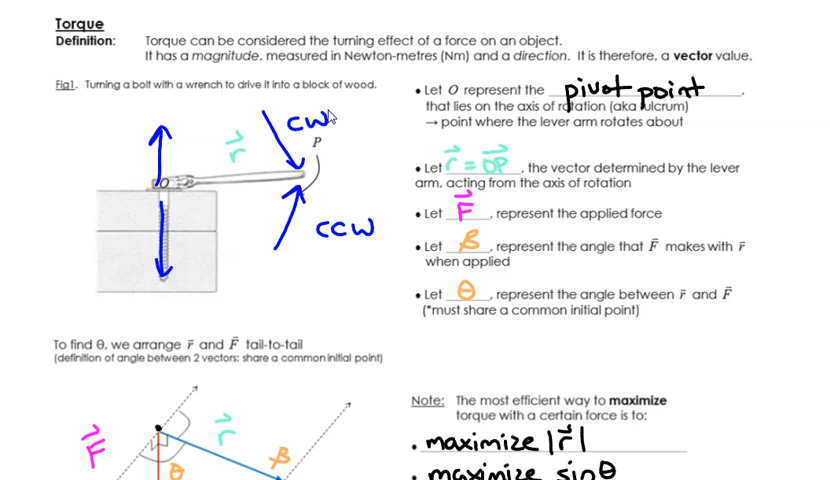 Torque
Definition: Torque can be considered the turning effect of a force on an object.
It has a magnitude, measured in Newton-metres (Nm) and a direction. It is therefore, a vector value.
Fig1. Turning a bolt with a wrench to drive it into a block of wood.
CW
P
r
O
CCW
• Let O represent the pivot point,
that lies on the axis of rotation (aka fulcrum)
→ point where the lever arm rotates about
• Let r⃗ = OP⃗, the vector determined by the lever
arm, acting from the axis of rotation
• Let F⃗, represent the applied force
• Let β, represent the angle that F⃗ makes with r⃗
when applied
• Let θ, represent the angle between r⃗ and F⃗
(*must share a common initial point)
To find θ, we arrange r⃗ and F⃗ tail-to-tail
(definition of angle between 2 vectors: share a common initial point)
F⃗
r⃗
θ
β
Note: The most efficient way to maximize
torque with a certain force is to:
• maximize |r⃗|
• maximize sinθ